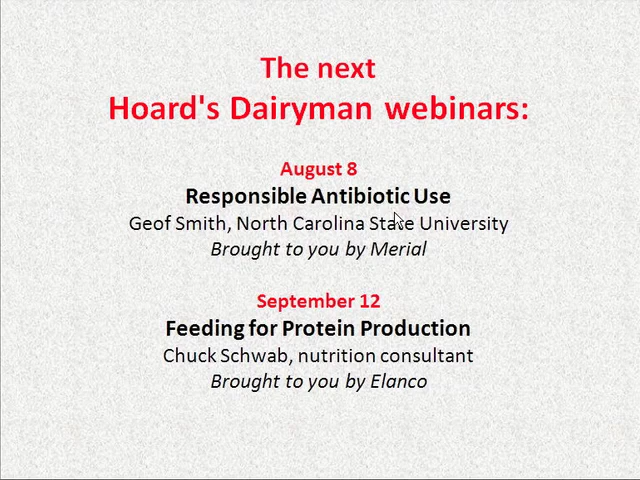 The next
Hoard's Dairyman webinars:
August 8
Responsible Antibiotic Use
Geof Smith, North Carolina State University
Brought to you by Merial
September 12
Feeding for Protein Production
Chuck Schwab, nutrition consultant
Brought to you by Elanco